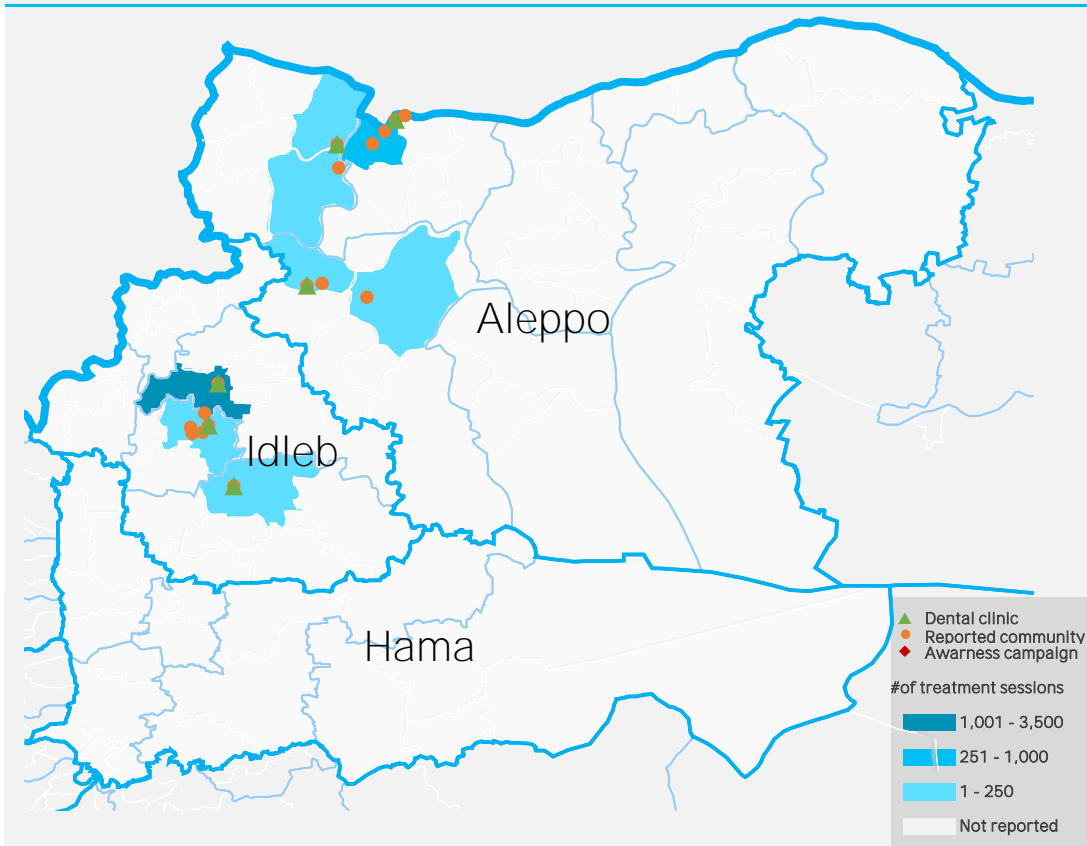 Aleppo
Idleb
Hama
Dental clinic
Reported community
Awarness campaign
#of treatment sessions
1,001 - 3,500
251 - 1,000
1 - 250
Not reported